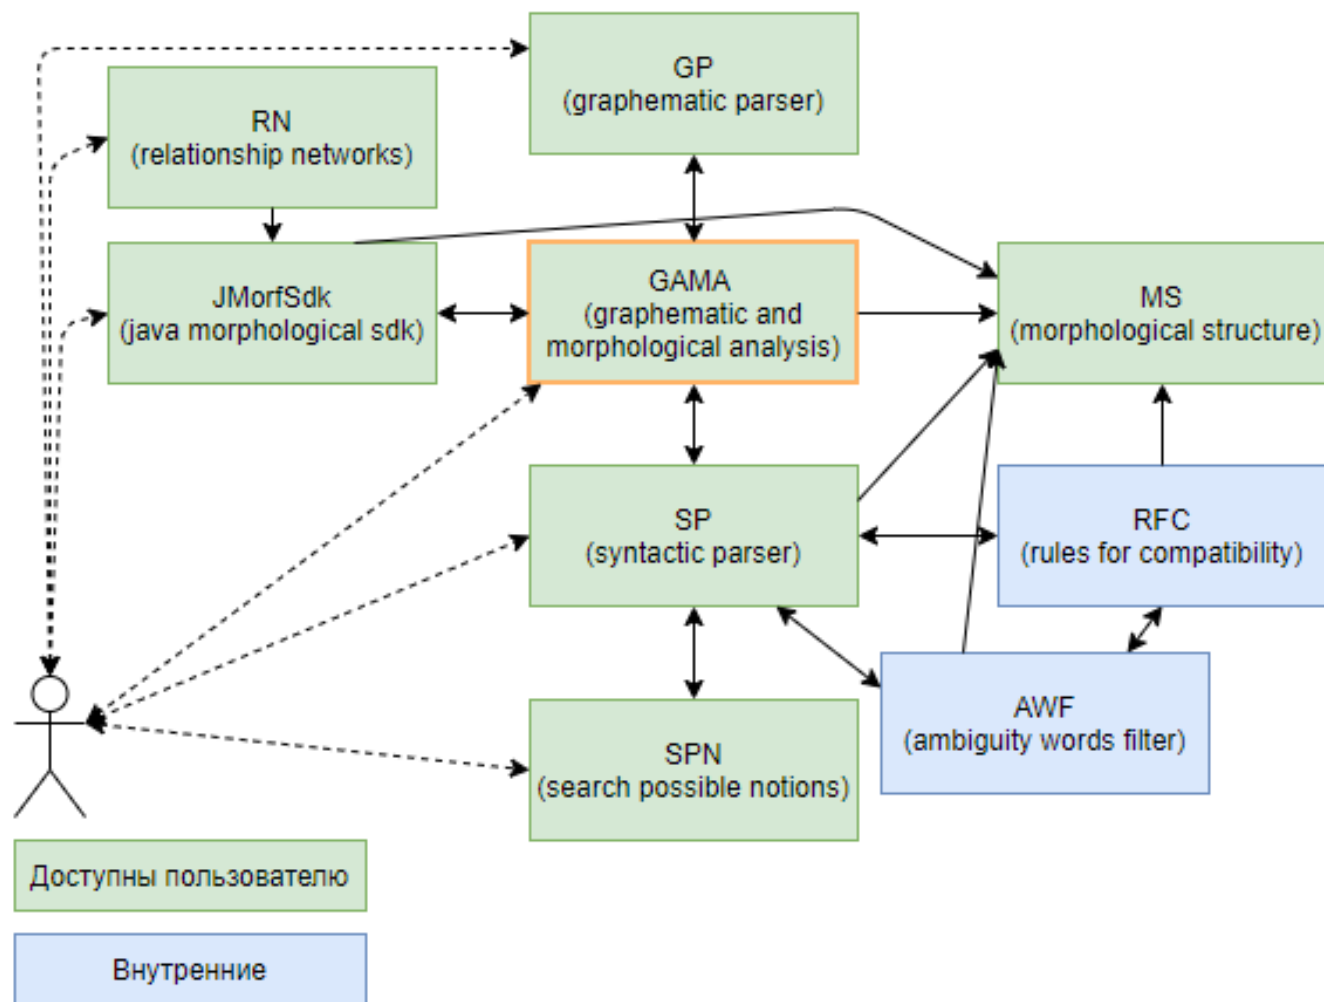 GP
(graphematic parser)
RN
(relationship networks)
JMorfSdk
(java morphological sdk)
GAMA
(graphematic and
morphological analysis)
MS
(morphological structure)
SP
(syntactic parser)
RFC
(rules for compatibility)
AWF
(ambiguity words filter)
SPN
(search possible notions)
Доступны пользователю
Внутренние